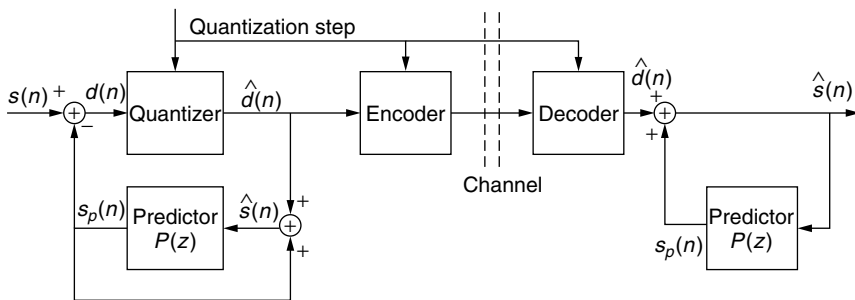 Quantization step
s(n) + d(n) Quantizer d̂(n) Encoder Decoder d̂(n) ŝ(n)
+ − + +
+
Channel
s_p(n) Predictor P(z) ŝ(n) + +
s_p(n) Predictor P(z)